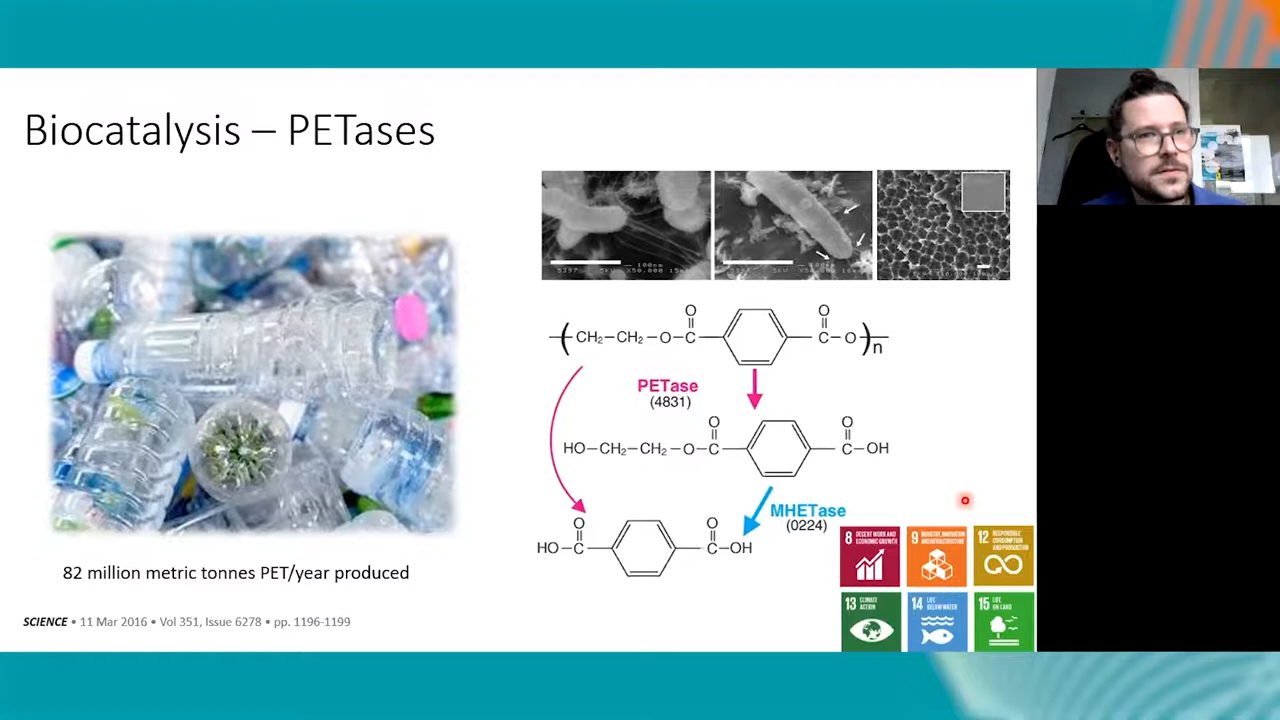 Biocatalysis – PETases
CH₂–CH₂–O–C
O
C–O
O
n
PETase
(4831)
HO–CH₂–CH₂–O–C
O
C–OH
O
MHETase
(0224)
HO–C
O
C–OH
O
82 million metric tonnes PET/year produced
SCIENCE • 11 Mar 2016 • Vol 351, Issue 6278 • pp. 1196-1199
8 DECENT WORK AND
ECONOMIC GROWTH
9 INDUSTRY, INNOVATION
AND INFRASTRUCTURE
12 RESPONSIBLE
CONSUMPTION
AND PRODUCTION
13 CLIMATE
ACTION
14 LIFE
BELOW WATER
15 LIFE
ON LAND